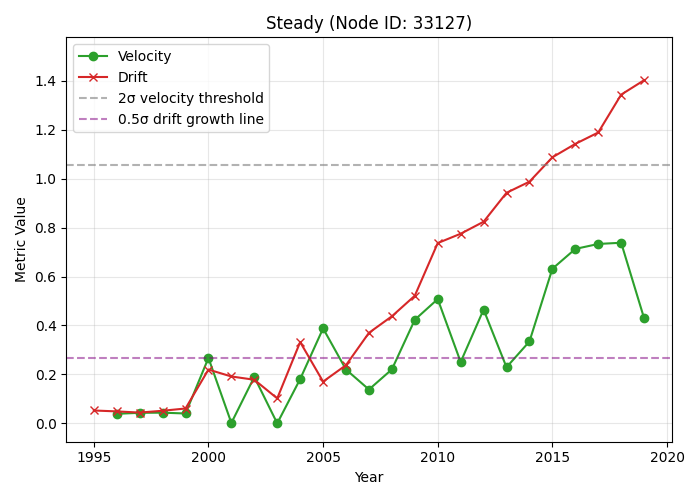 Steady (Node ID: 33127)
Velocity
Drift
2σ velocity threshold
0.5σ drift growth line
Metric Value
1.4
1.2
1.0
0.8
0.6
0.4
0.2
0.0
1995
2000
2005
2010
2015
2020
Year